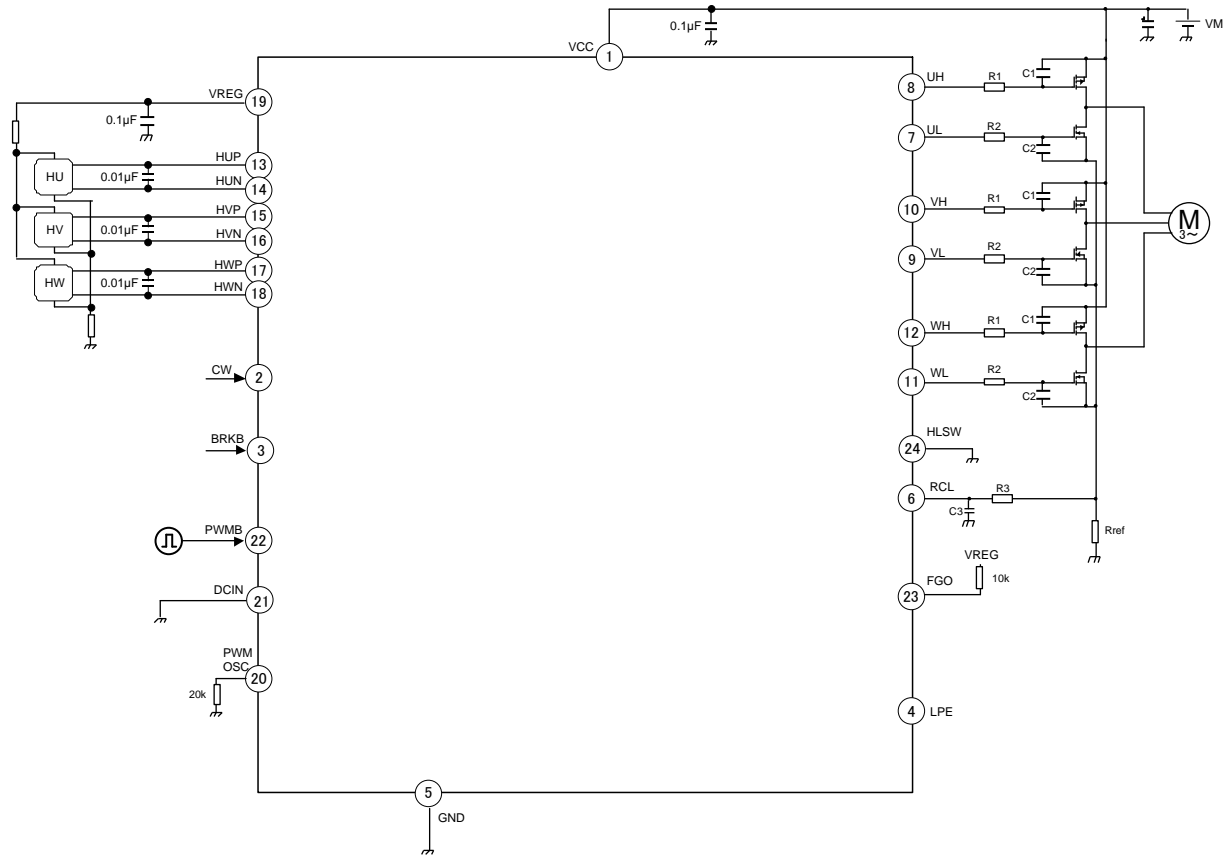 0.1µF
VM
VCC
1
VREG
19
0.1µF
HU
0.01µF
HUP
13
HUN
14
HV
0.01µF
HVP
15
HVN
16
HW
0.01µF
HWP
17
HWN
18
CW
2
BRKB
3
PWMB
22
DCIN
21
PWM
OSC
20
20k
5
GND
8
UH
R1
C1
7
UL
R2
C2
10
VH
R1
C1
9
VL
R2
C2
12
WH
R1
C1
11
WL
R2
C2
M
3~
24
HLSW
6
RCL
R3
C3
Rref
VREG
10k
23
FGO
4
LPE